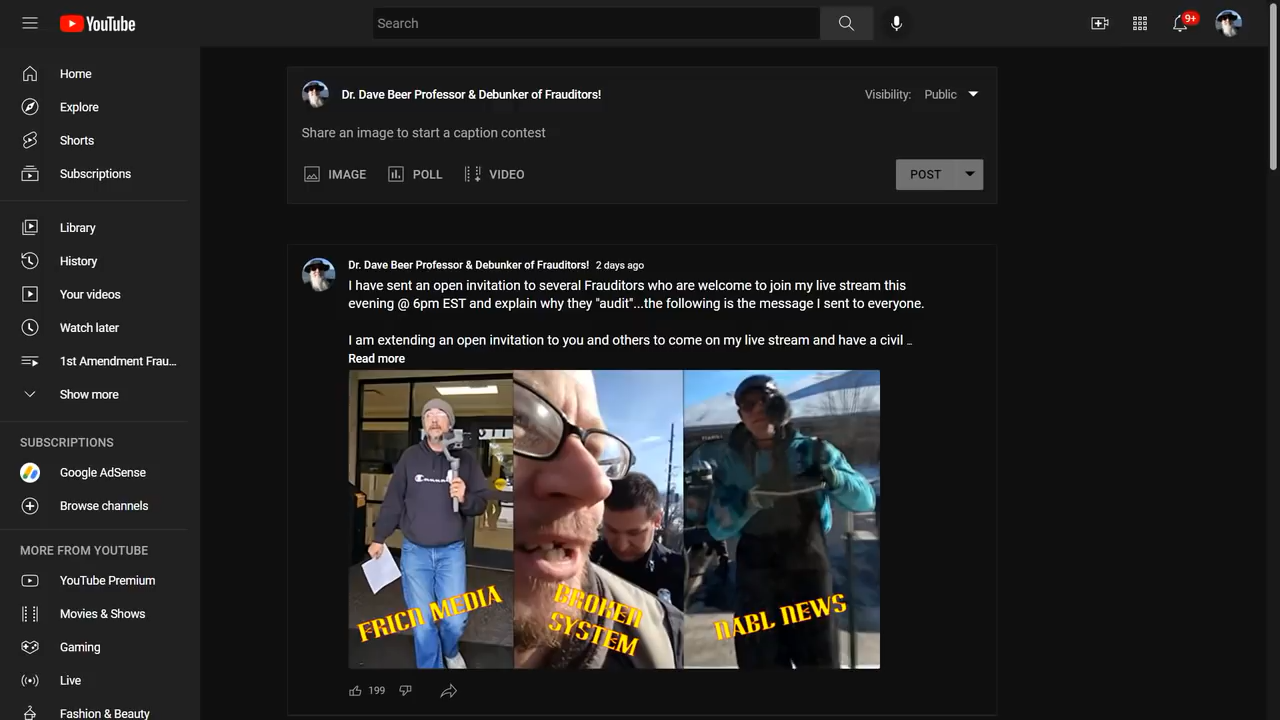 YouTube
Search
9+
Home
Explore
Shorts
Subscriptions
Library
History
Your videos
Watch later
1st Amendment Frau...
Show more
SUBSCRIPTIONS
Google AdSense
Browse channels
MORE FROM YOUTUBE
YouTube Premium
Movies & Shows
Gaming
Live
Fashion & Beauty
Dr. Dave Beer Professor & Debunker of Frauditors!
Visibility: Public
Share an image to start a caption contest
IMAGE POLL VIDEO
POST
Dr. Dave Beer Professor & Debunker of Frauditors! 2 days ago
I have sent an open invitation to several Frauditors who are welcome to join my live stream this
evening @ 6pm EST and explain why they "audit"...the following is the message I sent to everyone.
I am extending an open invitation to you and others to come on my live stream and have a civil ...
Read more
FRICN MEDIA
BROKEN
SYSTEM
NABL NEWS
199